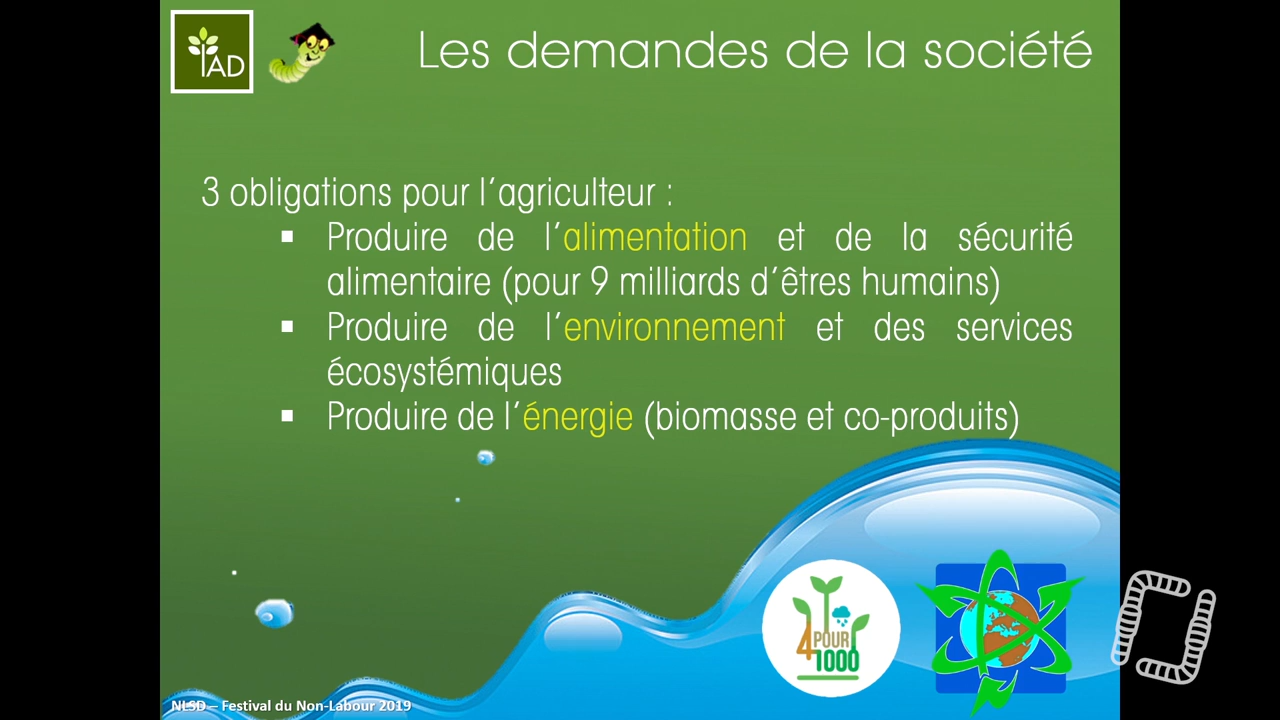 IAD
Les demandes de la société
3 obligations pour l'agriculteur :
▪ Produire de l'alimentation et de la sécurité
alimentaire (pour 9 milliards d'êtres humains)
▪ Produire de l'environnement et des services
écosystémiques
▪ Produire de l'énergie (biomasse et co-produits)
4 POUR
1000
NLSD – Festival du Non-Labour 2019